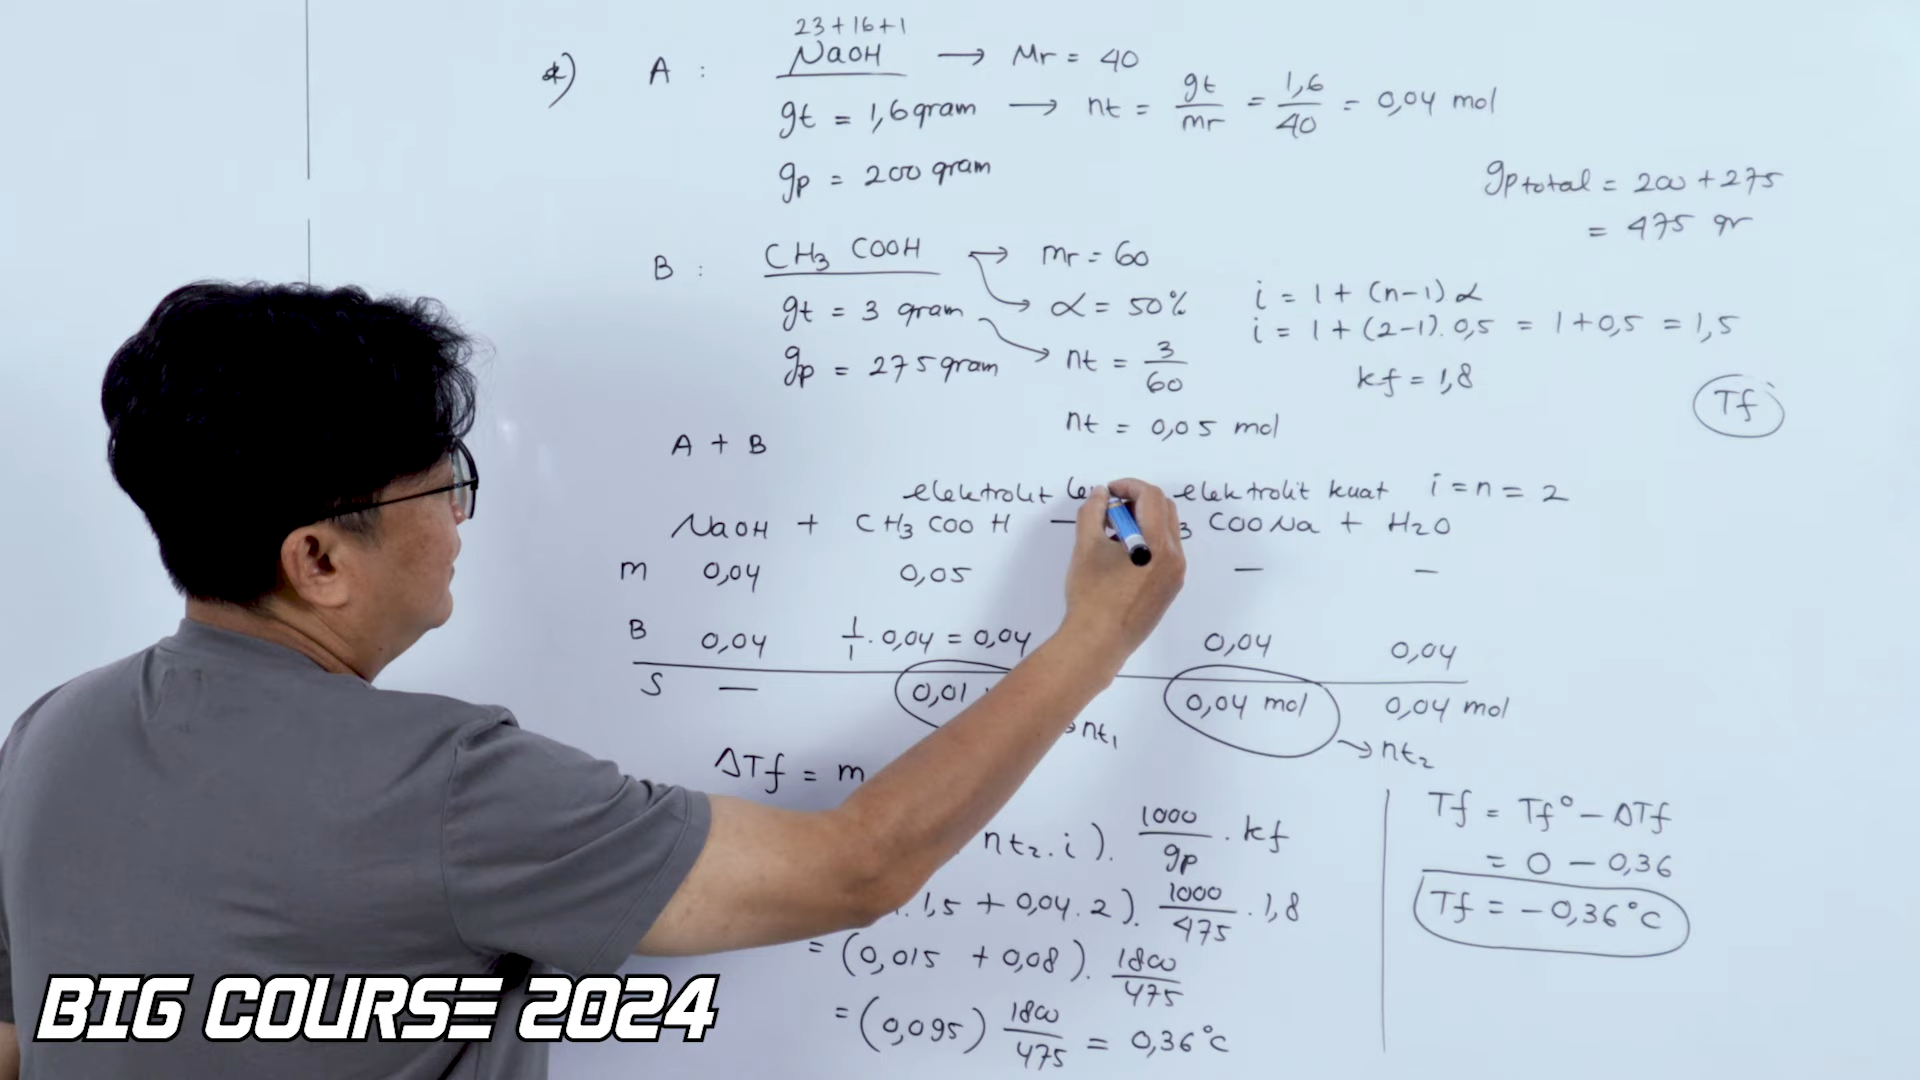 *) A : NaOH → Mr = 40
23+16+1
gt = 1,6 gram → nt = gt/mr = 1,6/40 = 0,04 mol
gp = 200 gram
gp total = 200 + 275
= 475 gr
B : CH3 COOH → mr = 60
α = 50%
gt = 3 gram → nt = 3/60
gp = 275 gram
nt = 0,05 mol
i = 1 + (n-1) α
i = 1 + (2-1). 0,5 = 1+0,5 = 1,5
kf = 1,8
Tf
A + B
elektrolit elektrolit kuat i = n = 2
NaOH + CH3 COO H — 3 COO Na + H2O
m 0,04 0,05 — —
B 0,04 1/1 . 0,04 = 0,04 0,04 0,04
S — 0,01 0,04 mol 0,04 mol
nt1 → nt2
ΔTf = m
nt2 . i ). 1000/gp . kf
. 1,5 + 0,04 . 2 ). 1000/475 . 1,8
= (0,015 + 0,08 ). 1800/475
= (0,095) 1800/475 = 0,36°C
Tf = Tf° - ΔTf
= 0 - 0,36
Tf = -0,36°C
BIG COURSE 2024